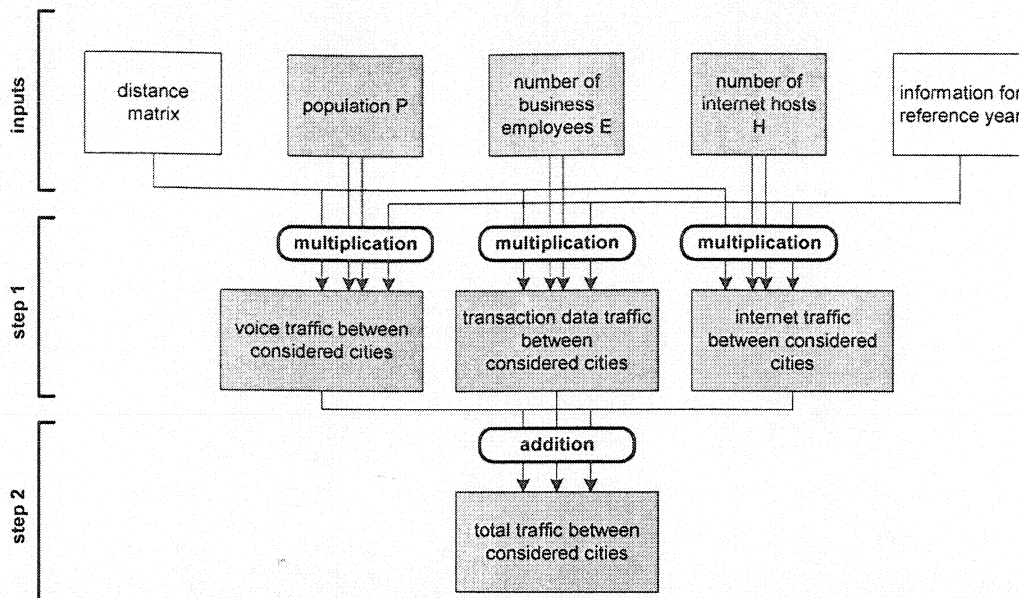 inputs
distance
matrix
population P
number of
business
employees E
number of
internet hosts
H
information for
reference year
step 1
multiplication
multiplication
multiplication
voice traffic between
considered cities
transaction data traffic
between
considered cities
internet traffic
between considered
cities
step 2
addition
total traffic between
considered cities